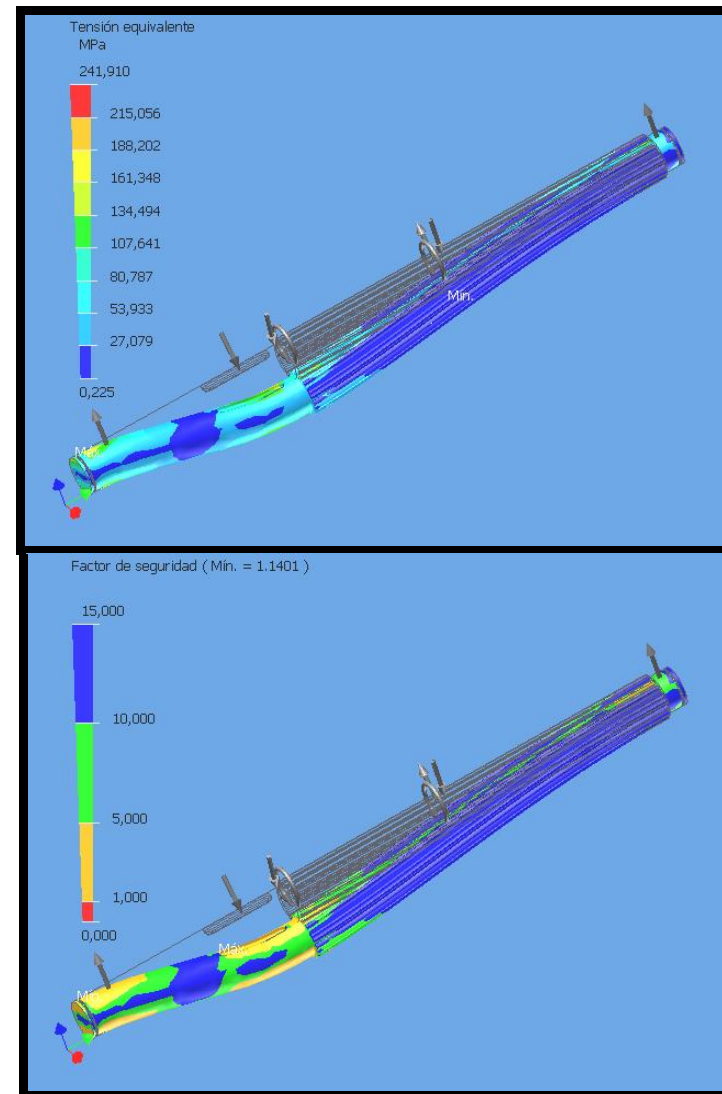 Tensión equivalente
MPa
241,910
215,056
188,202
161,348
134,494
107,641
80,787
53,933
27,079
0,225
Mín.
Máx
Factor de seguridad ( Mín. = 1.1401 )
15,000
10,000
5,000
1,000
0,000
Máx
Mín.